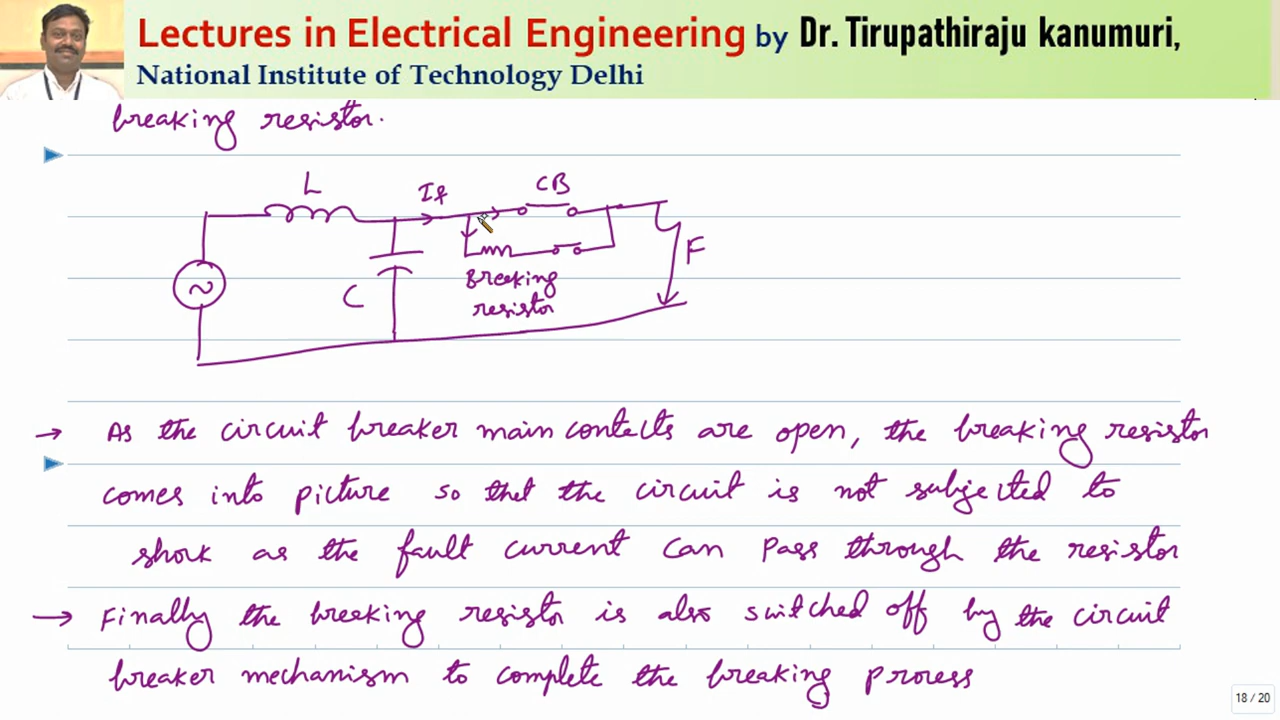 Lectures in Electrical Engineering by Dr. Tirupathiraju kanumuri,
National Institute of Technology Delhi
breaking resistor.
L
If
CB
C
F
Breaking
resistor
→ As the circuit breaker main contacts are open, the breaking resistor
comes into picture so that the circuit is not subjected to
shock as the fault current can pass through the resistor
→ Finally the breaking resistor is also switched off by the circuit
breaker mechanism to complete the breaking process
18 / 20